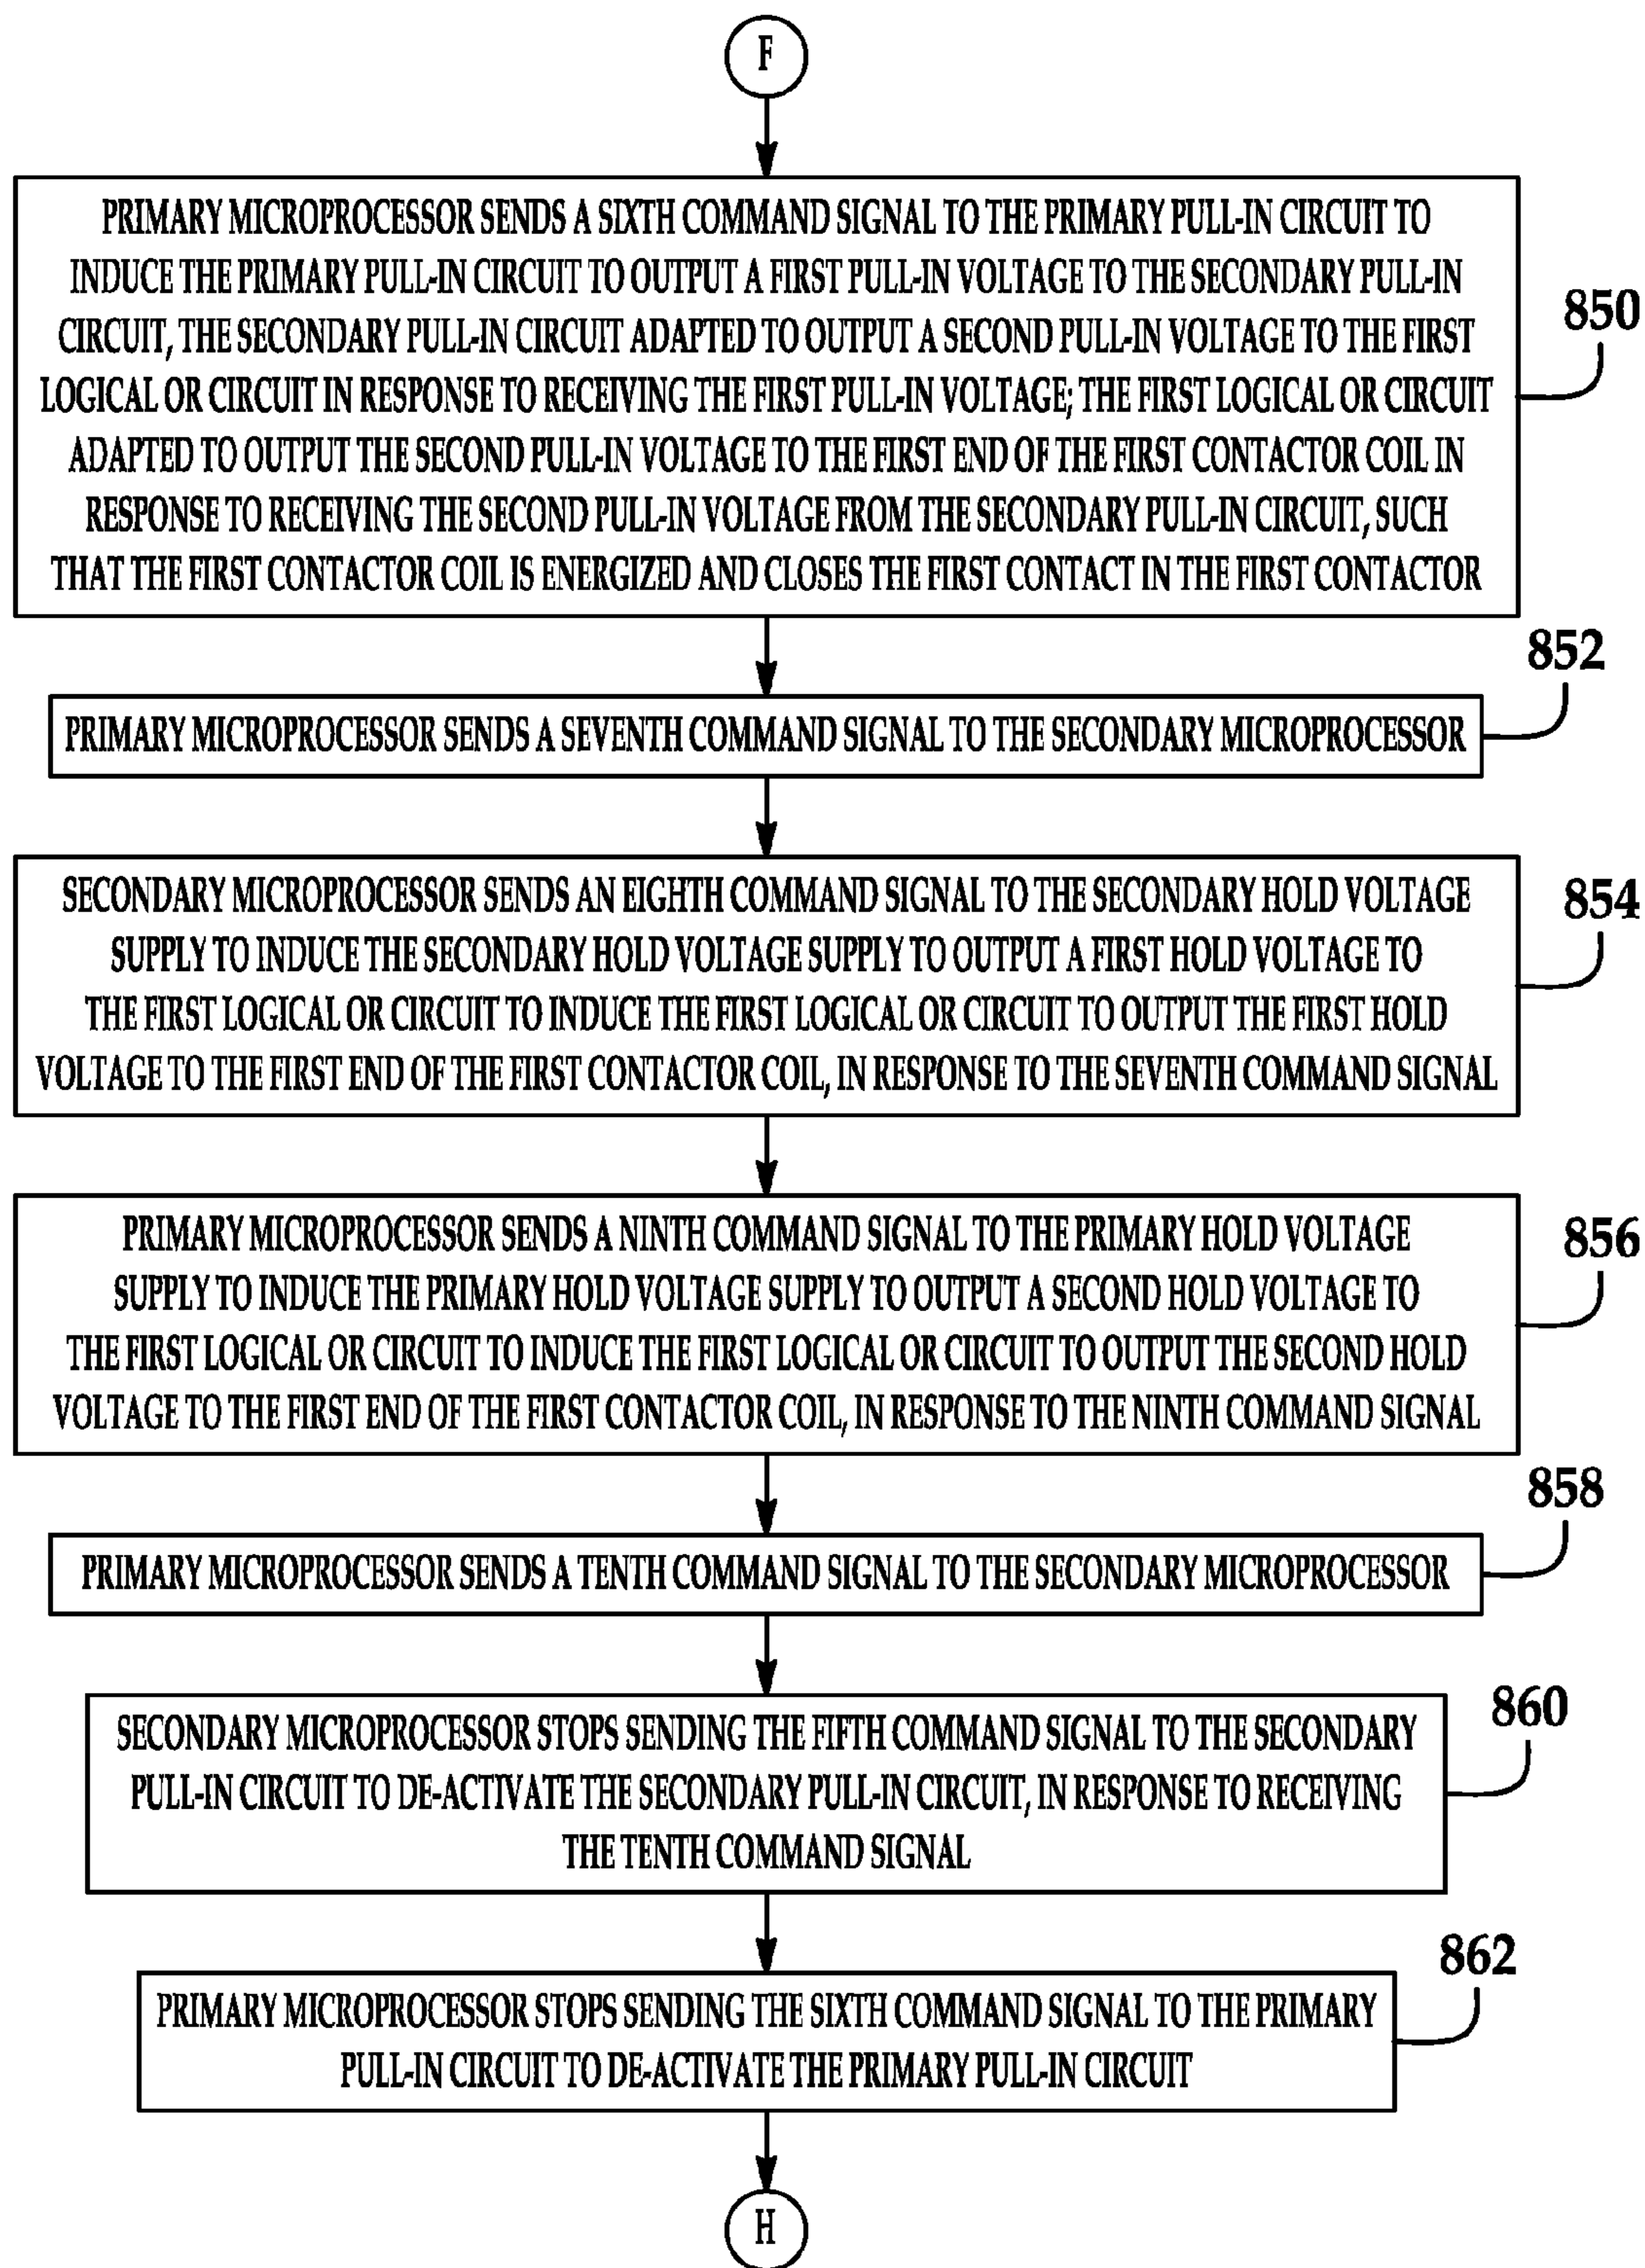 F
PRIMARY MICROPROCESSOR SENDS A SIXTH COMMAND SIGNAL TO THE PRIMARY PULL-IN CIRCUIT TO
INDUCE THE PRIMARY PULL-IN CIRCUIT TO OUTPUT A FIRST PULL-IN VOLTAGE TO THE SECONDARY PULL-IN
CIRCUIT, THE SECONDARY PULL-IN CIRCUIT ADAPTED TO OUTPUT A SECOND PULL-IN VOLTAGE TO THE FIRST
LOGICAL OR CIRCUIT IN RESPONSE TO RECEIVING THE FIRST PULL-IN VOLTAGE; THE FIRST LOGICAL OR CIRCUIT
ADAPTED TO OUTPUT THE SECOND PULL-IN VOLTAGE TO THE FIRST END OF THE FIRST CONTACTOR COIL IN
RESPONSE TO RECEIVING THE SECOND PULL-IN VOLTAGE FROM THE SECONDARY PULL-IN CIRCUIT, SUCH
THAT THE FIRST CONTACTOR COIL IS ENERGIZED AND CLOSES THE FIRST CONTACT IN THE FIRST CONTACTOR
850
852
PRIMARY MICROPROCESSOR SENDS A SEVENTH COMMAND SIGNAL TO THE SECONDARY MICROPROCESSOR
SECONDARY MICROPROCESSOR SENDS AN EIGHTH COMMAND SIGNAL TO THE SECONDARY HOLD VOLTAGE
SUPPLY TO INDUCE THE SECONDARY HOLD VOLTAGE SUPPLY TO OUTPUT A FIRST HOLD VOLTAGE TO
THE FIRST LOGICAL OR CIRCUIT TO INDUCE THE FIRST LOGICAL OR CIRCUIT TO OUTPUT THE FIRST HOLD
VOLTAGE TO THE FIRST END OF THE FIRST CONTACTOR COIL, IN RESPONSE TO THE SEVENTH COMMAND SIGNAL
854
PRIMARY MICROPROCESSOR SENDS A NINTH COMMAND SIGNAL TO THE PRIMARY HOLD VOLTAGE
SUPPLY TO INDUCE THE PRIMARY HOLD VOLTAGE SUPPLY TO OUTPUT A SECOND HOLD VOLTAGE TO
THE FIRST LOGICAL OR CIRCUIT TO INDUCE THE FIRST LOGICAL OR CIRCUIT TO OUTPUT THE SECOND HOLD
VOLTAGE TO THE FIRST END OF THE FIRST CONTACTOR COIL, IN RESPONSE TO THE NINTH COMMAND SIGNAL
856
858
PRIMARY MICROPROCESSOR SENDS A TENTH COMMAND SIGNAL TO THE SECONDARY MICROPROCESSOR
SECONDARY MICROPROCESSOR STOPS SENDING THE FIFTH COMMAND SIGNAL TO THE SECONDARY
PULL-IN CIRCUIT TO DE-ACTIVATE THE SECONDARY PULL-IN CIRCUIT, IN RESPONSE TO RECEIVING
THE TENTH COMMAND SIGNAL
860
862
PRIMARY MICROPROCESSOR STOPS SENDING THE SIXTH COMMAND SIGNAL TO THE PRIMARY
PULL-IN CIRCUIT TO DE-ACTIVATE THE PRIMARY PULL-IN CIRCUIT
H